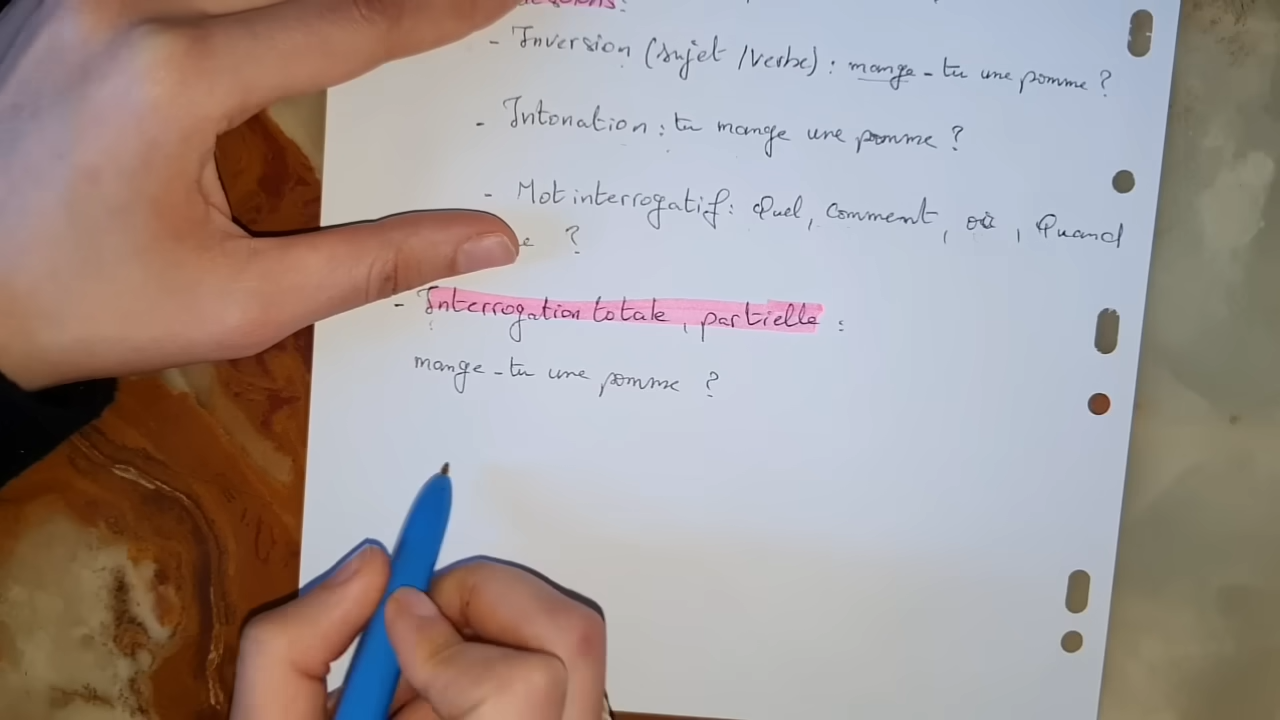 - Inversion (sujet / verbe) : mange - tu une pomme ?
- Intonation : tu mange une pomme ?
- Mot interrogatif : Quel, Comment, où, Quand
?
- Interrogation totale, partielle :
mange - tu une pomme ?